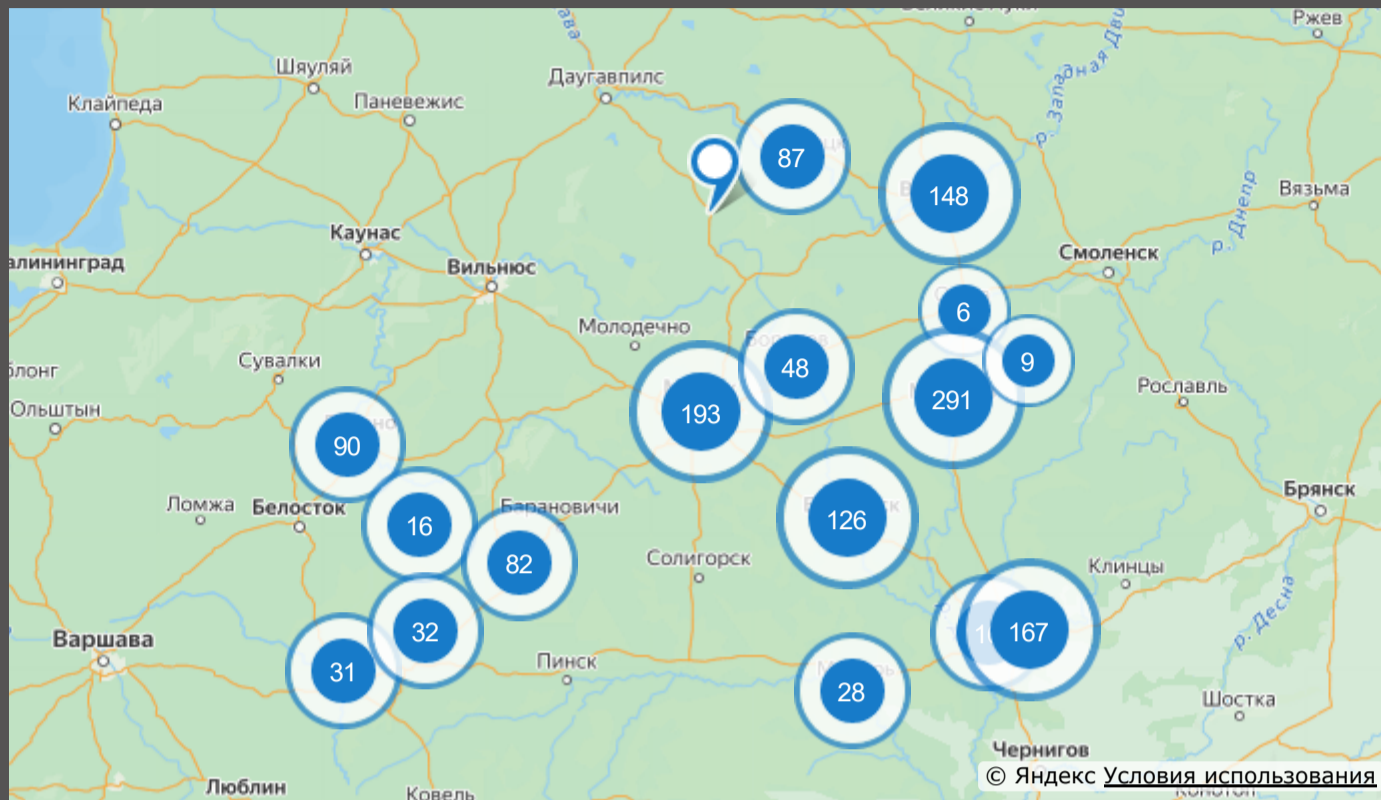 Ржев
ава
р. Западная Дви
Шяуляй
Даугавпилс
Клайпеда
Паневежис
87
148
Вязьма
р. Днепр
Каунас
Смоленск
алининград
Вильнюс
6
Молодечно
9
48
Сувалки
блонг
Рославль
291
Ольштын
193
90
Брянск
Ломжа
Белосток
Барановичи
16
126
82
Солигорск
Клинцы
р. Десна
Варшава
32
167
Пинск
31
28
Шостка
Чернигов
© Яндекс Условия использования
Люблин
Ковель